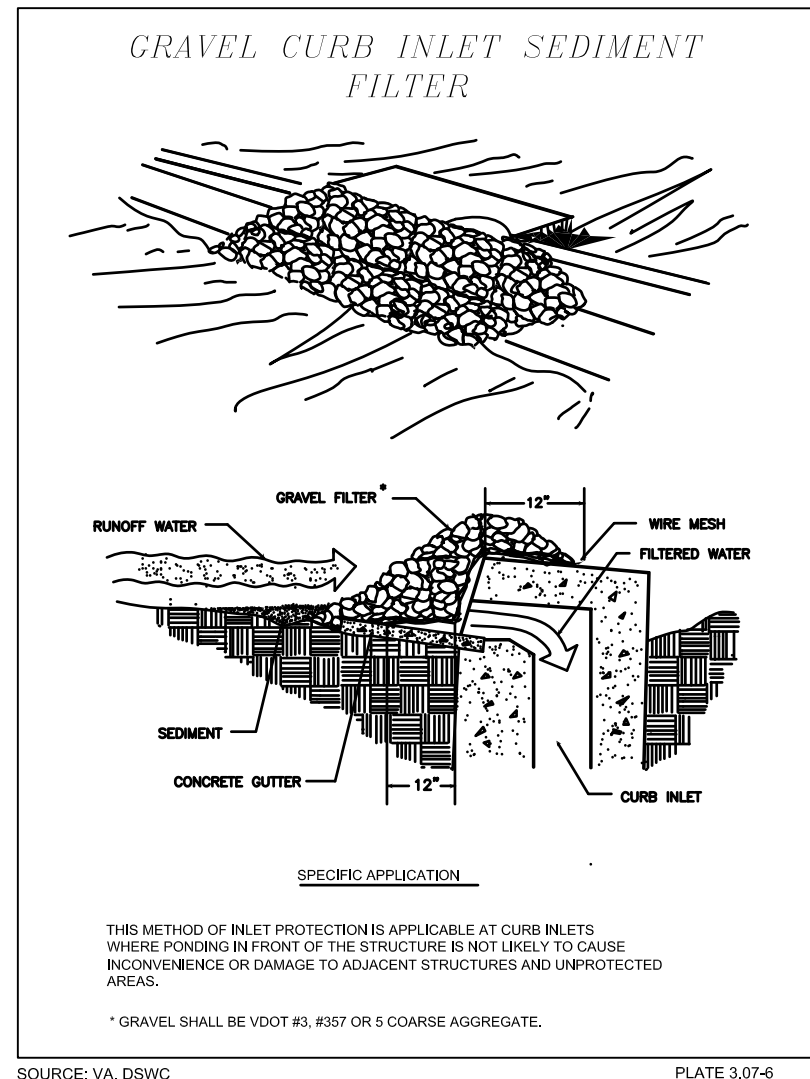 GRAVEL CURB INLET SEDIMENT
FILTER
GRAVEL FILTER*
12"
RUNOFF WATER
WIRE MESH
FILTERED WATER
SEDIMENT
CONCRETE GUTTER
12"
CURB INLET
SPECIFIC APPLICATION
THIS METHOD OF INLET PROTECTION IS APPLICABLE AT CURB INLETS
WHERE PONDING IN FRONT OF THE STRUCTURE IS NOT LIKELY TO CAUSE
INCONVENIENCE OR DAMAGE TO ADJACENT STRUCTURES AND UNPROTECTED
AREAS.
* GRAVEL SHALL BE VDOT #3, #357 OR 5 COARSE AGGREGATE.
SOURCE: VA. DSWC
PLATE 3.07-6